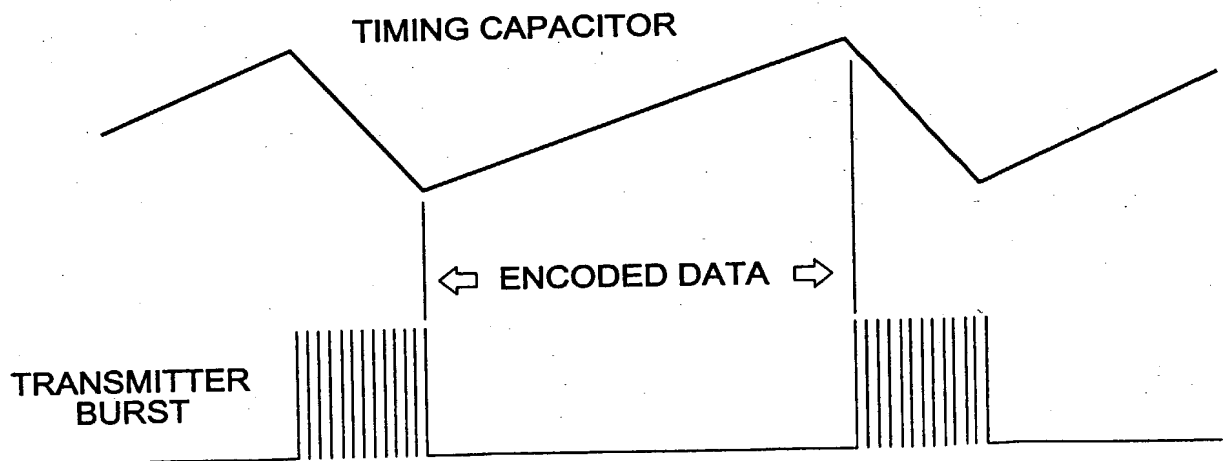 TIMING CAPACITOR
ENCODED DATA
TRANSMITTER
BURST